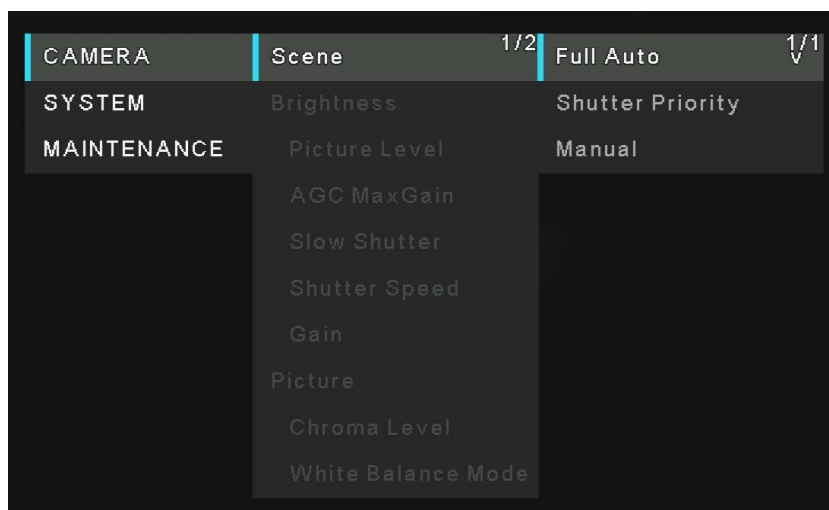 CAMERA
SYSTEM
MAINTENANCE
Scene 1/2
Brightness
Picture Level
AGC MaxGain
Slow Shutter
Shutter Speed
Gain
Picture
Chroma Level
White Balance Mode
Full Auto 1/1
Shutter Priority
Manual